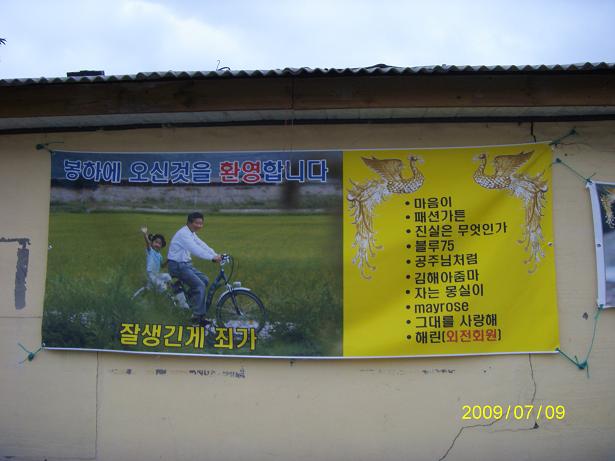 봉하에 오신것을 환영합니다
잘생긴게 죄가
• 마음이
• 패션가튼
• 진실은 무엇인가
• 블루75
• 공주님처럼
• 김해아줌마
• 자는 몽실이
• mayrose
• 그대를 사랑해
• 해린(외전회원)
2009/07/09